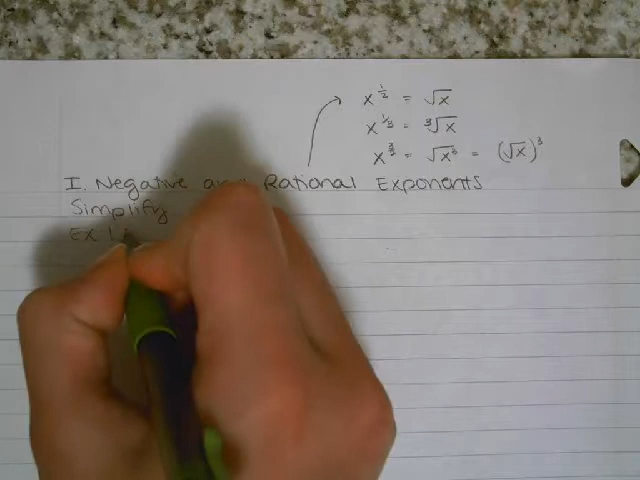 x^{1/2} = √x
x^{1/3} = ∛x
x^{3/2} = √x³ = (√x)³
I. Negative and Rational Exponents
Simplify
EX 1